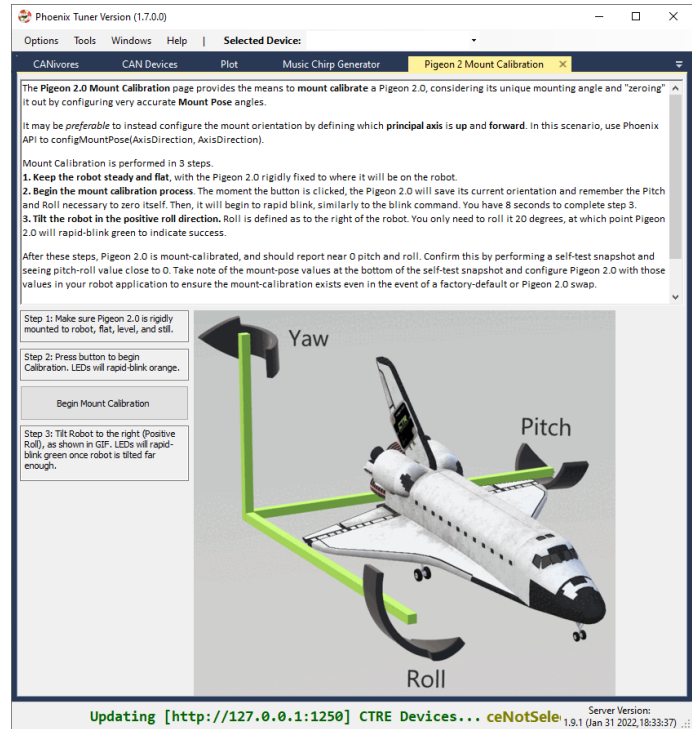 Phoenix Tuner Version (1.7.0.0)
Options Tools Windows Help | Selected Device:
CANivores CAN Devices Plot Music Chirp Generator Pigeon 2 Mount Calibration
The Pigeon 2.0 Mount Calibration page provides the means to mount calibrate a Pigeon 2.0, considering its unique mounting angle and "zeroing"
it out by configuring very accurate Mount Pose angles.
It may be preferable to instead configure the mount orientation by defining which principal axis is up and forward. In this scenario, use Phoenix
API to configMountPose(AxisDirection, AxisDirection).
Mount Calibration is performed in 3 steps.
1. Keep the robot steady and flat, with the Pigeon 2.0 rigidly fixed to where it will be on the robot.
2. Begin the mount calibration process. The moment the button is clicked, the Pigeon 2.0 will save its current orientation and remember the Pitch
and Roll necessary to zero itself. Then, it will begin to rapid blink, similarly to the blink command. You have 8 seconds to complete step 3.
3. Tilt the robot in the positive roll direction. Roll is defined as to the right of the robot. You only need to roll it 20 degrees, at which point Pigeon
2.0 will rapid-blink green to indicate success.
After these steps, Pigeon 2.0 is mount-calibrated, and should report near 0 pitch and roll. Confirm this by performing a self-test snapshot and
seeing pitch-roll value close to 0. Take note of the mount-pose values at the bottom of the self-test snapshot and configure Pigeon 2.0 with those
values in your robot application to ensure the mount-calibration exists even in the event of a factory-default or Pigeon 2.0 swap.
Step 1: Make sure Pigeon 2.0 is rigidly
mounted to robot, flat, level, and still.
Step 2: Press button to begin
Calibration. LEDs will rapid-blink orange.
Begin Mount Calibration
Step 3: Tilt Robot to the right (Positive
Roll), as shown in GIF. LEDs will rapid-
blink green once robot is tilted far
enough.
Yaw
Pitch
Roll
Updating [http://127.0.0.1:1250] CTRE Devices... ceNotSele
Server Version:
1.9.1 (Jan 31 2022,18:33:37)